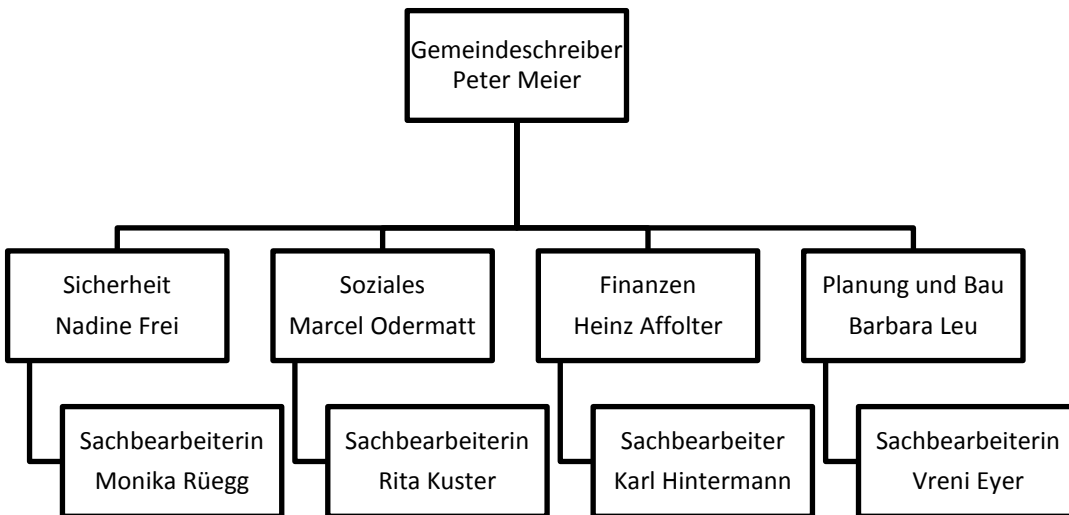 Gemeindeschreiber
Peter Meier
Sicherheit
Nadine Frei
Soziales
Marcel Odermatt
Finanzen
Heinz Affolter
Planung und Bau
Barbara Leu
Sachbearbeiterin
Monika Rüegg
Sachbearbeiterin
Rita Kuster
Sachbearbeiter
Karl Hintermann
Sachbearbeiterin
Vreni Eyer